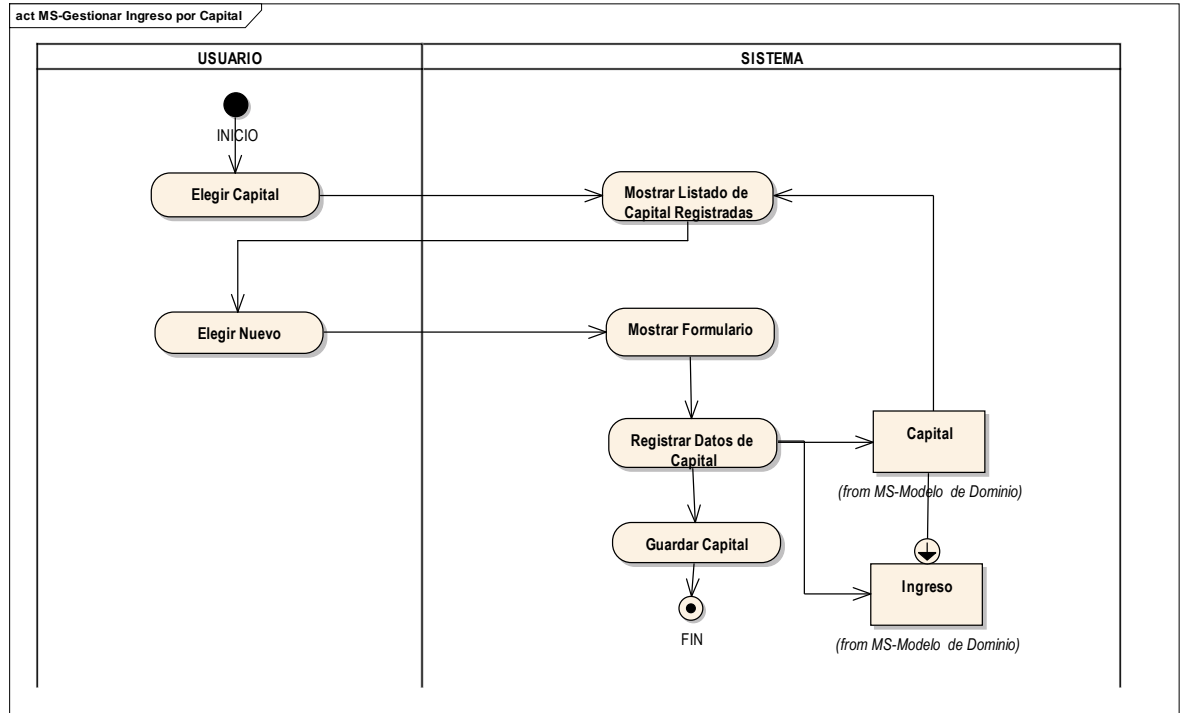 act MS-Gestionar Ingreso por Capital
USUARIO
SISTEMA
INICIO
Elegir Capital
Mostrar Listado de
Capital Registradas
Elegir Nuevo
Mostrar Formulario
Registrar Datos de
Capital
Capital
(from MS-Modelo de Dominio)
Guardar Capital
Ingreso
(from MS-Modelo de Dominio)
FIN